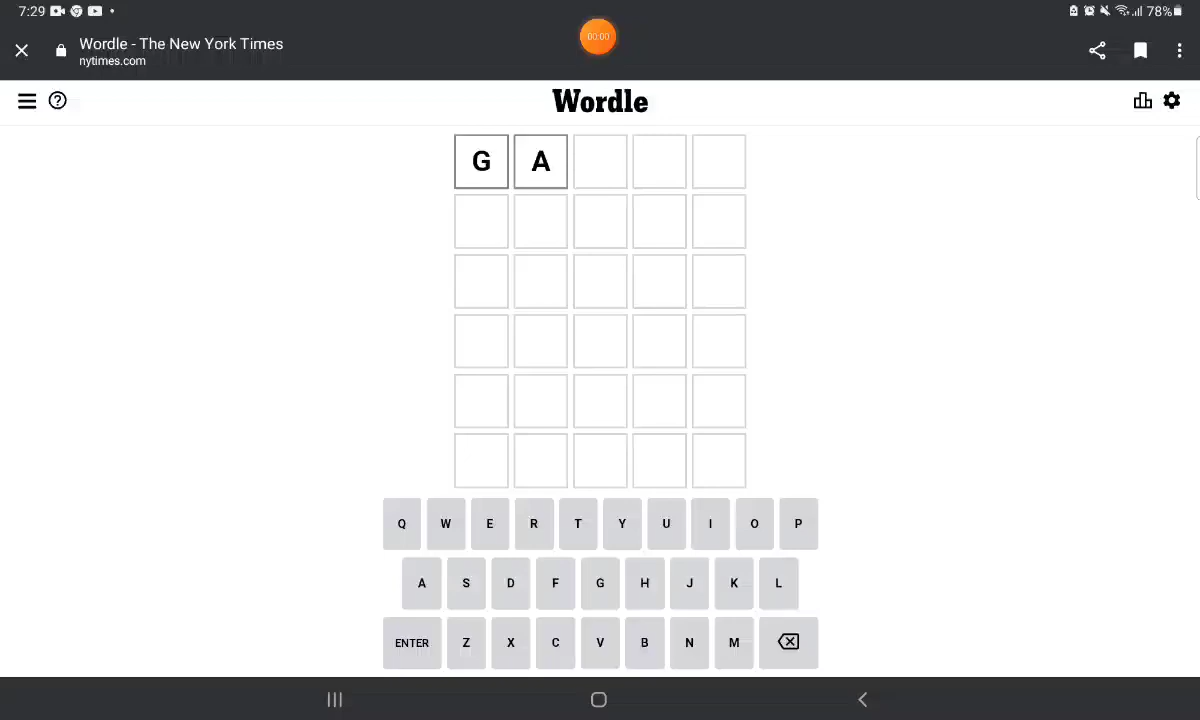 7:29
78%
00:00
Wordle - The New York Times
nytimes.com
Wordle
G A
Q W E R T Y U I O P
A S D F G H J K L
ENTER Z X C V B N M